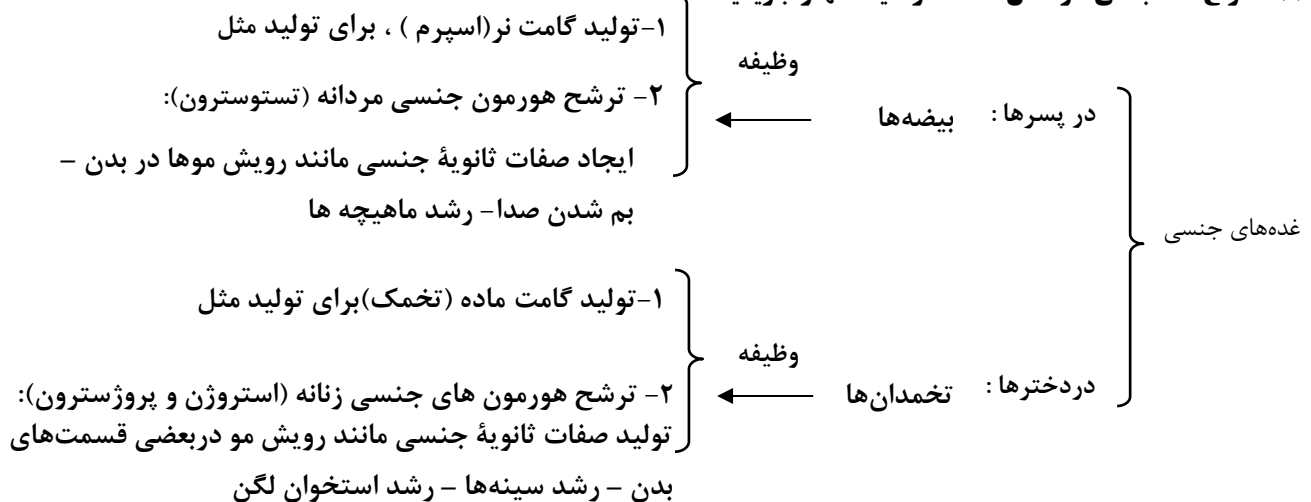 ۱-تولید گامت نر(اسپرم ) ، برای تولید مثل
وظیفه
۲- ترشح هورمون جنسی مردانه (تستوسترون):
در پسرها : بیضه‌ها
ایجاد صفات ثانویهٔ جنسی مانند رویش موها در بدن –
بم شدن صدا- رشد ماهیچه ها
غده‌های جنسی
۱-تولید گامت ماده (تخمک)برای تولید مثل
وظیفه
دردخترها : تخمدان‌ها
۲- ترشح هورمون های جنسی زنانه (استروژن و پروژسترون):
تولید صفات ثانویهٔ جنسی مانند رویش مو دربعضی قسمت‌های
بدن – رشد سینه‌ها – رشد استخوان لگن